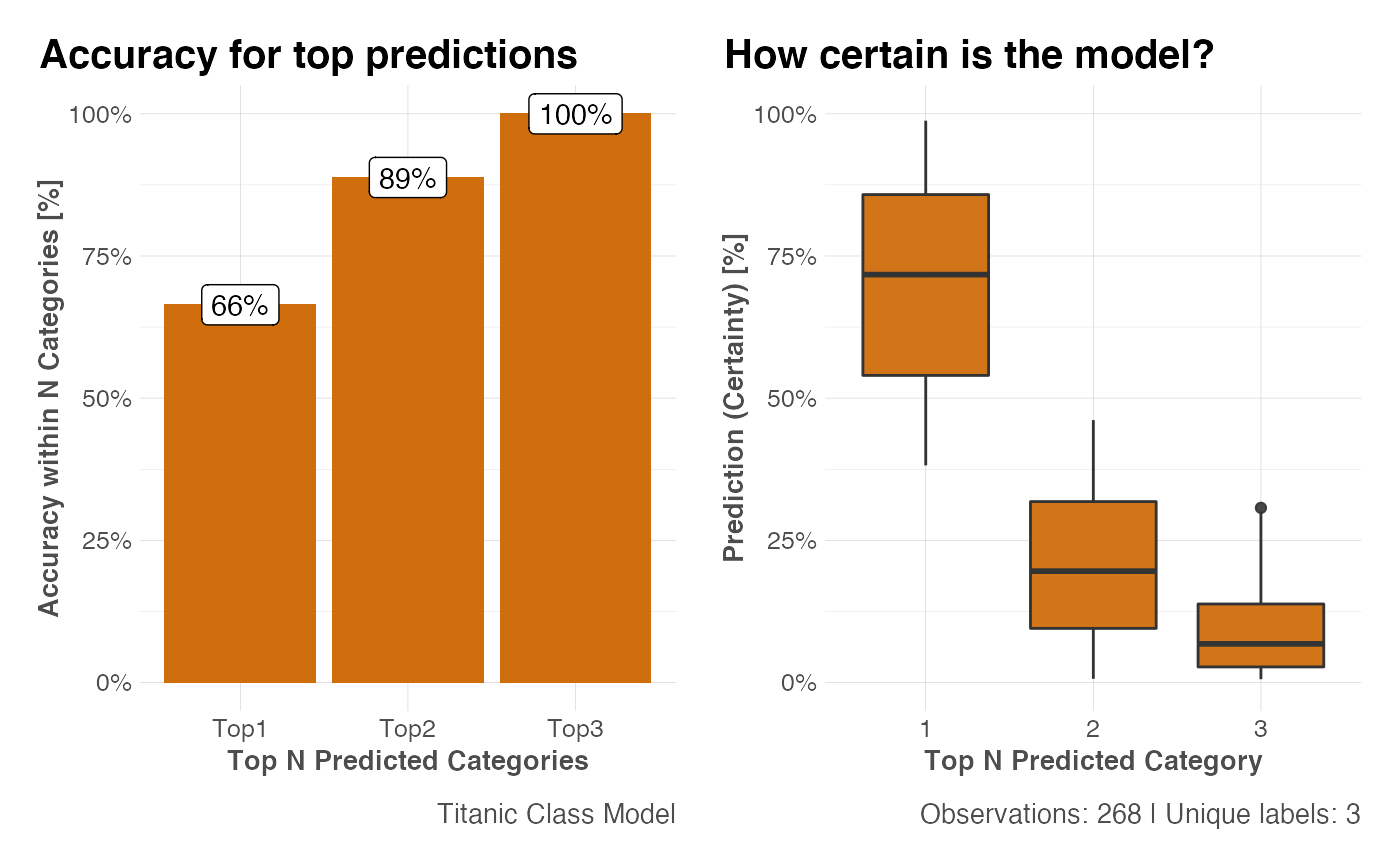 Accuracy for top predictions
Accuracy within N Categories [%]
100%
75%
50%
25%
0%
66%
89%
100%
Top1 Top2 Top3
Top N Predicted Categories
Titanic Class Model
How certain is the model?
Prediction (Certainty) [%]
100%
75%
50%
25%
0%
1 2 3
Top N Predicted Category
Observations: 268 | Unique labels: 3